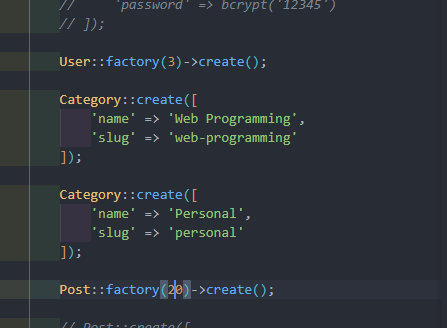 //     'password' => bcrypt('12345')
// ]);
User::factory(3)->create();
Category::create([
'name' => 'Web Programming',
'slug' => 'web-programming'
]);
Category::create([
'name' => 'Personal',
'slug' => 'personal'
]);
Post::factory(20)->create();
// Post::create([